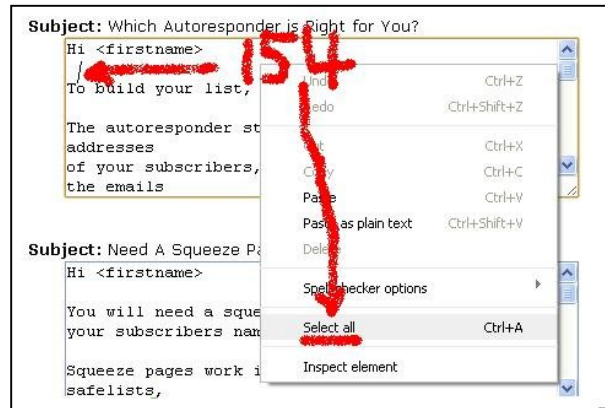 Subject: Which Autoresponder is Right for You?
Hi <firstname>
154
To build your list,
The autoresponder st
addresses
of your subscribers,
the emails
Undo Ctrl+Z
Redo Ctrl+Shift+Z
Cut Ctrl+X
Copy Ctrl+C
Paste Ctrl+V
Paste as plain text Ctrl+Shift+V
Delete
Spell-checker options
Select all Ctrl+A
Inspect element
Subject: Need A Squeeze Pa
Hi <firstname>
You will need a sque
your subscribers nam
Squeeze pages work i
safelists,